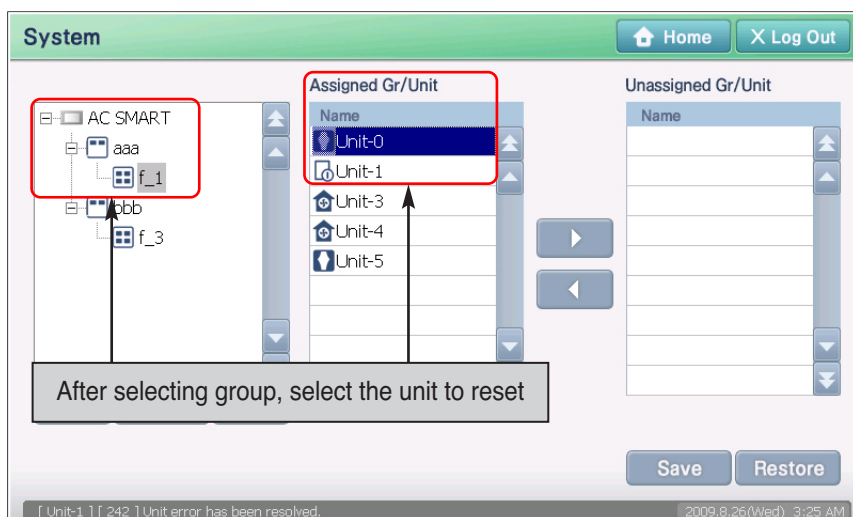 System
Home
X Log Out
Assigned Gr/Unit
Unassigned Gr/Unit
AC SMART
aaa
f_1
bbb
f_3
Name
Unit-0
Unit-1
Unit-3
Unit-4
Unit-5
Name
After selecting group, select the unit to reset
Save
Restore
[ Unit-1 ] [ 242 ] Unit error has been resolved.
2009.8.26(Wed) 3:25 AM